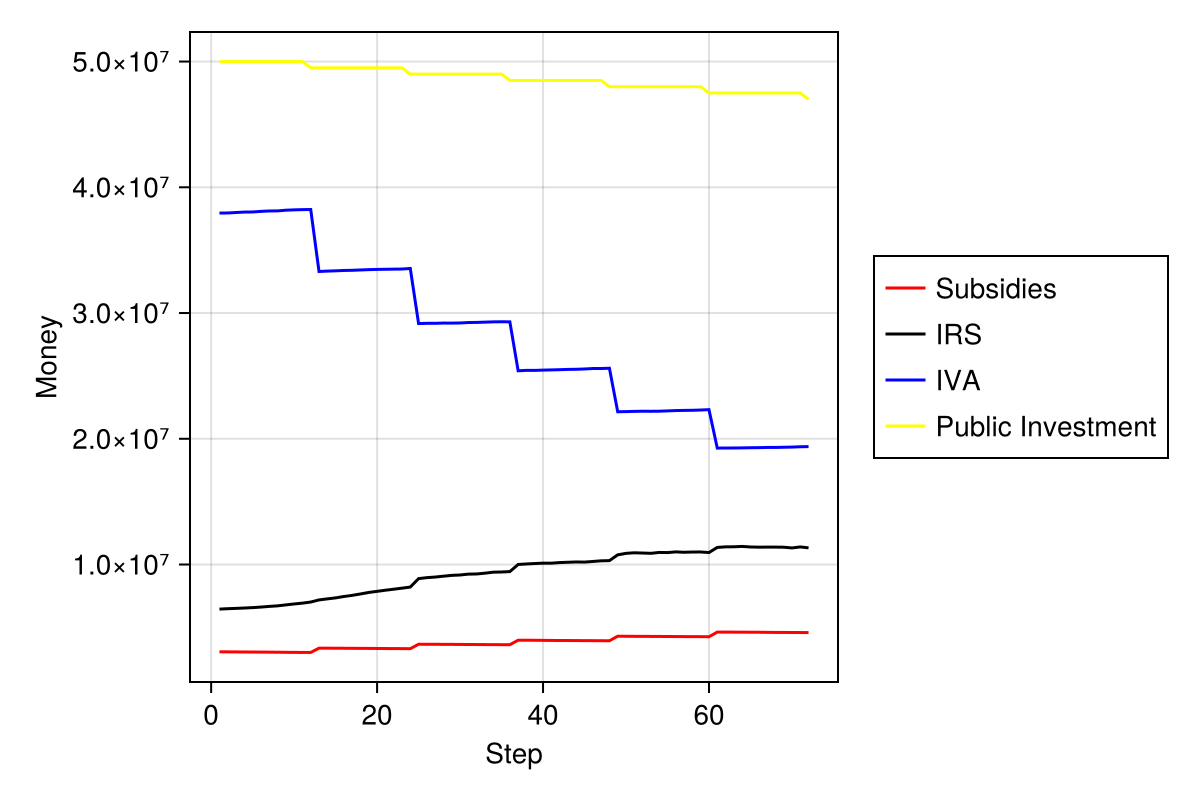 5.0×10⁷
4.0×10⁷
3.0×10⁷
2.0×10⁷
1.0×10⁷
Money
0 20 40 60
Step
Subsidies
IRS
IVA
Public Investment